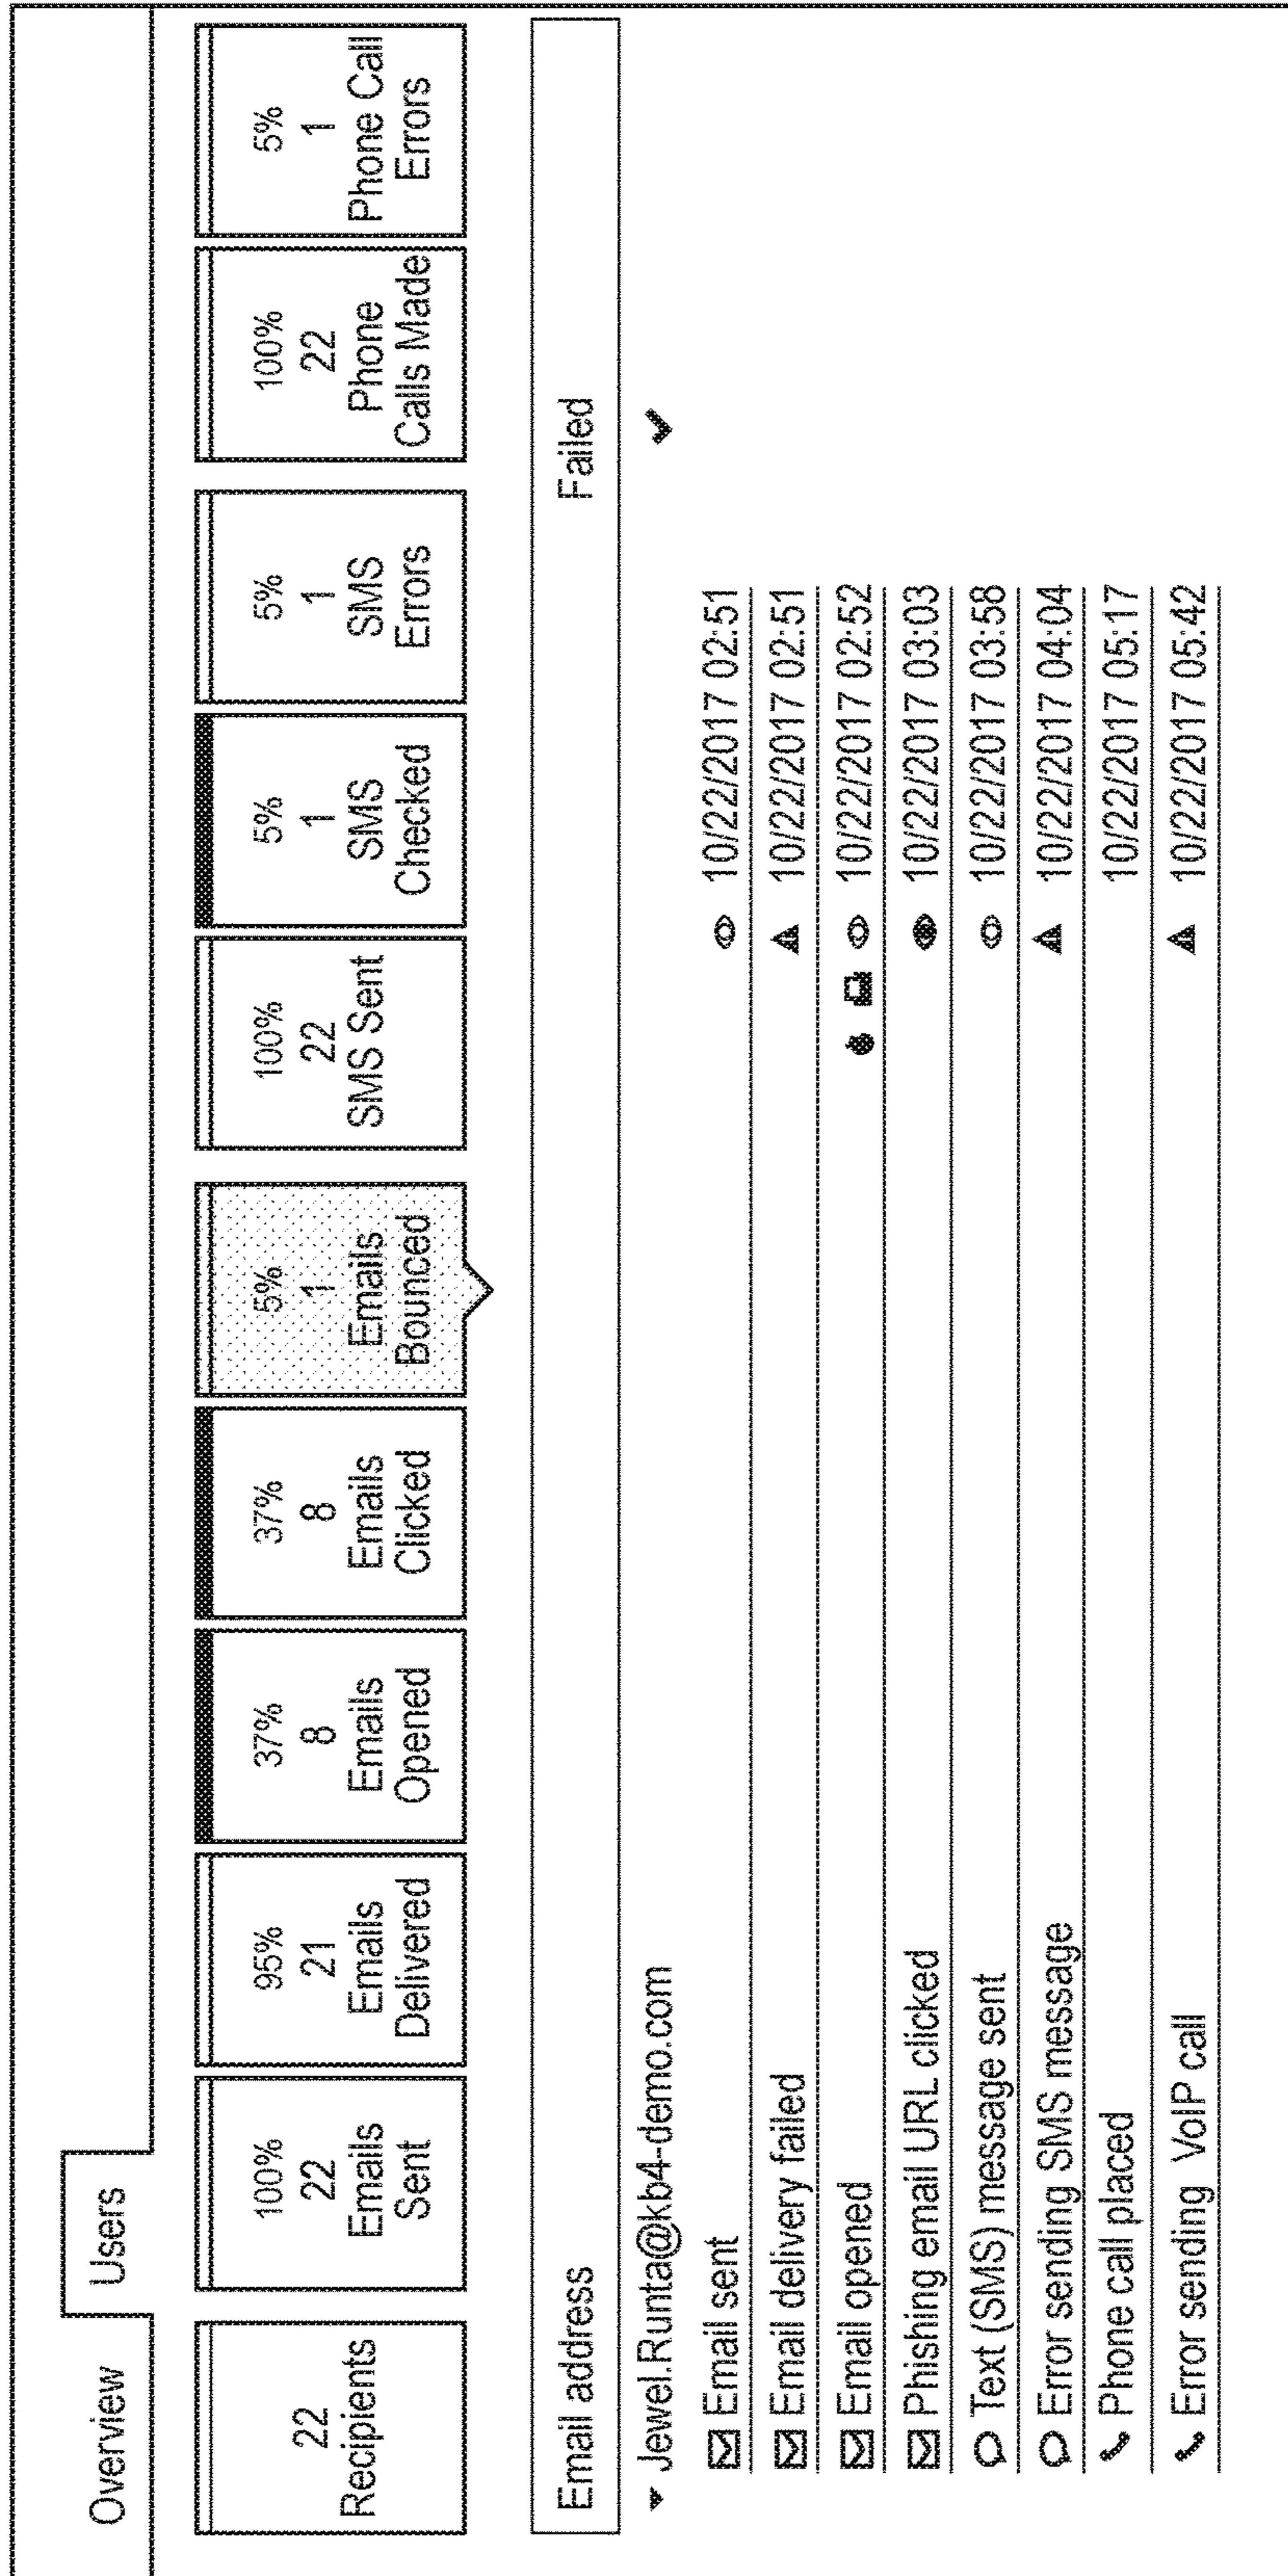 Overview
Users
22
Recipients
100%
22
Emails
Sent
95%
21
Emails
Delivered
37%
8
Emails
Opened
37%
8
Emails
Clicked
5%
1
Emails
Bounced
100%
22
SMS Sent
5%
1
SMS
Checked
5%
1
SMS
Errors
100%
22
Phone
Calls Made
5%
1
Phone Call
Errors
Email address Failed
Jewel.Runta@kb4-demo.com
Email sent 10/22/2017 02:51
Email delivery failed 10/22/2017 02:51
Email opened 10/22/2017 02:52
Phishing email URL clicked 10/22/2017 03:03
Text (SMS) message sent 10/22/2017 03:58
Error sending SMS message 10/22/2017 04:04
Phone call placed 10/22/2017 05:17
Error sending VoIP call 10/22/2017 05:42